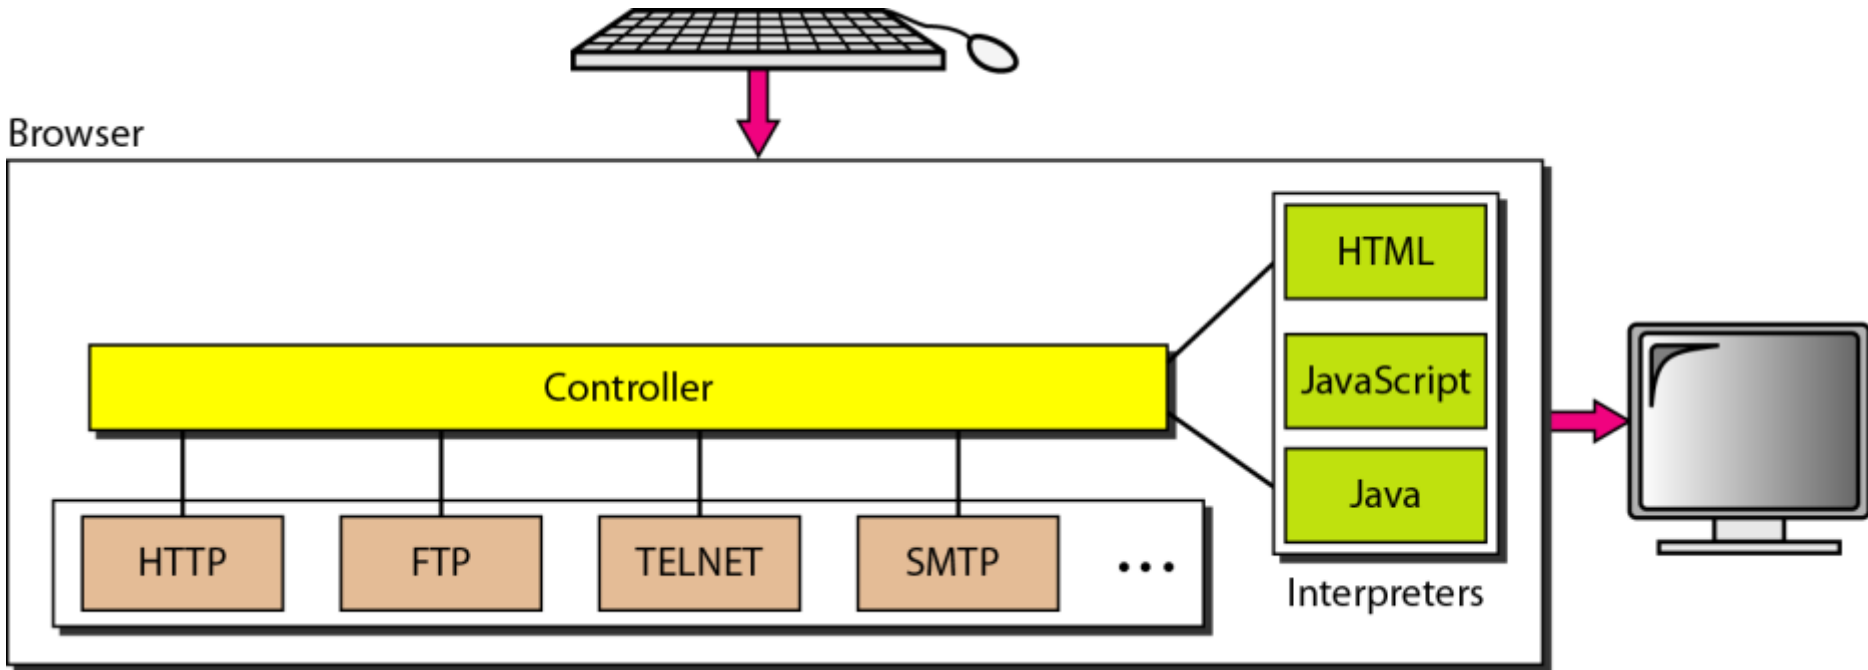 Browser
HTML
Controller
JavaScript
Java
HTTP
FTP
TELNET
SMTP
...
Interpreters